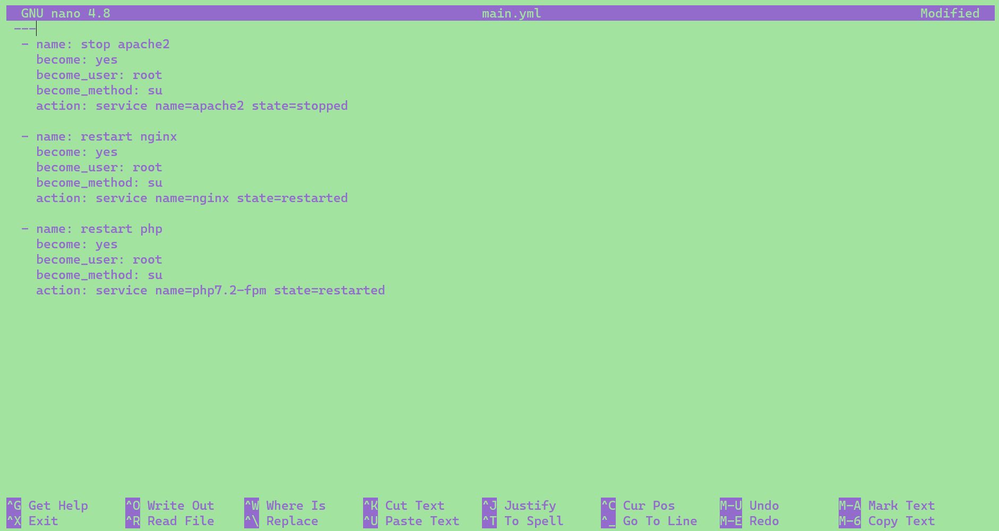 GNU nano 4.8 main.yml Modified
---
- name: stop apache2
become: yes
become_user: root
become_method: su
action: service name=apache2 state=stopped
- name: restart nginx
become: yes
become_user: root
become_method: su
action: service name=nginx state=restarted
- name: restart php
become: yes
become_user: root
become_method: su
action: service name=php7.2-fpm state=restarted
^G Get Help ^O Write Out ^W Where Is ^K Cut Text ^J Justify ^C Cur Pos M-U Undo M-A Mark Text
^X Exit ^R Read File ^\ Replace ^U Paste Text ^T To Spell ^_ Go To Line M-E Redo M-6 Copy Text